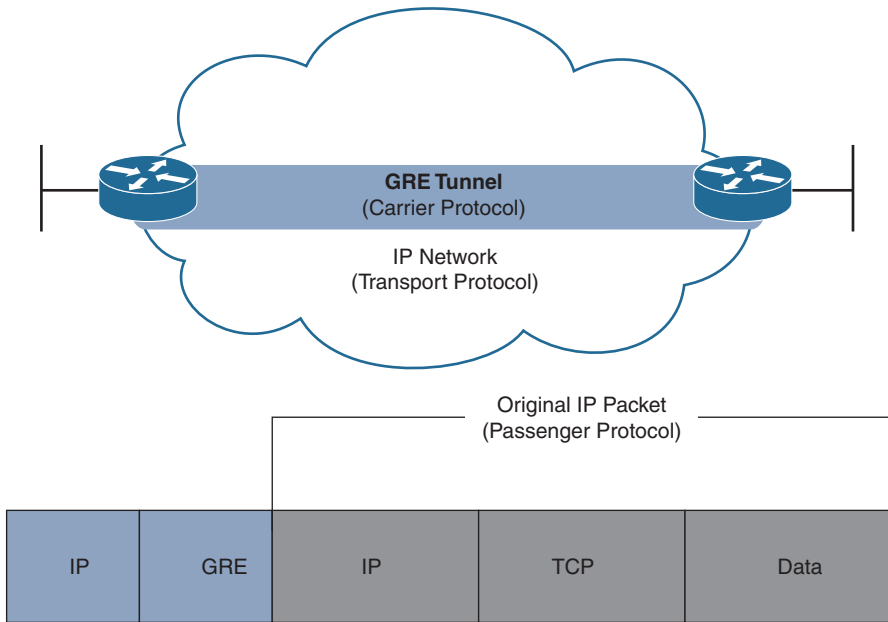 GRE Tunnel
(Carrier Protocol)
IP Network
(Transport Protocol)
Original IP Packet
(Passenger Protocol)
IP
GRE
IP
TCP
Data